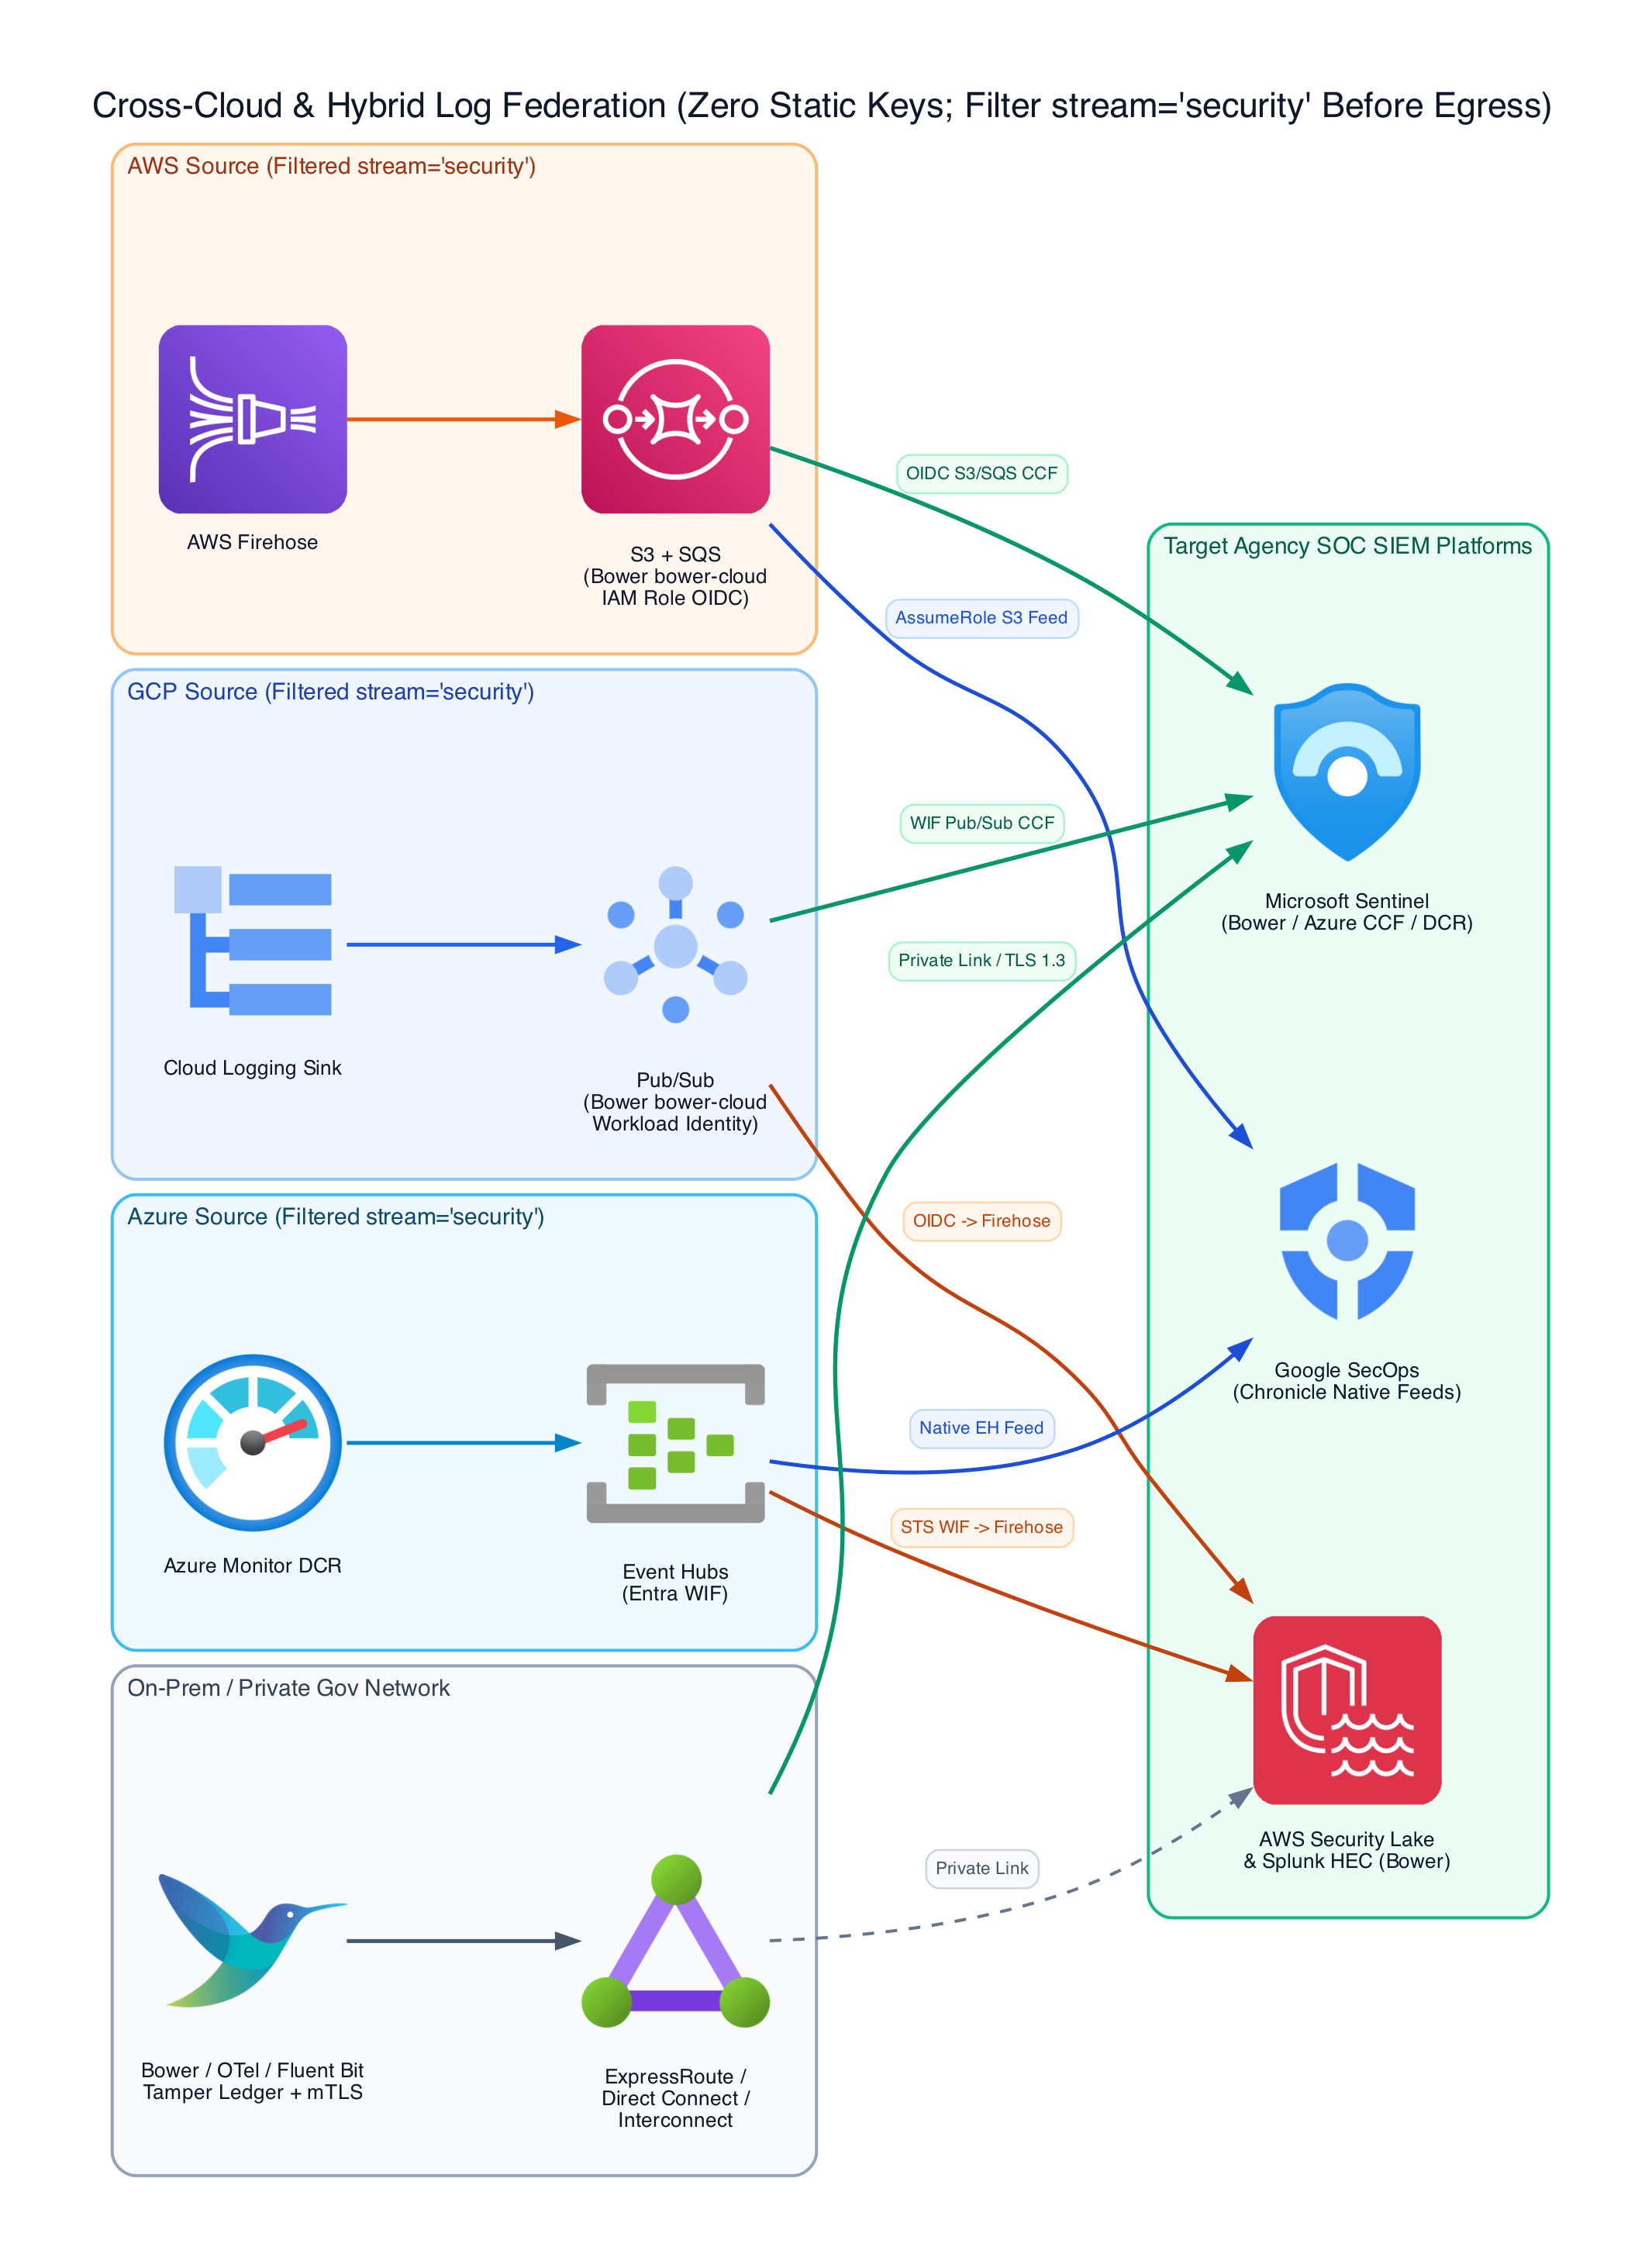 Cross-Cloud & Hybrid Log Federation (Zero Static Keys; Filter stream='security' Before Egress)
AWS Source (Filtered stream='security')
AWS Firehose
S3 + SQS
(Bower bower-cloud
IAM Role OIDC)
OIDC S3/SQS CCF
AssumeRole S3 Feed
GCP Source (Filtered stream='security')
Cloud Logging Sink
Pub/Sub
(Bower bower-cloud
Workload Identity)
WIF Pub/Sub CCF
Private Link / TLS 1.3
OIDC -> Firehose
Azure Source (Filtered stream='security')
Azure Monitor DCR
Event Hubs
(Entra WIF)
Native EH Feed
STS WIF -> Firehose
On-Prem / Private Gov Network
Bower / OTel / Fluent Bit
Tamper Ledger + mTLS
ExpressRoute /
Direct Connect /
Interconnect
Private Link
Target Agency SOC SIEM Platforms
Microsoft Sentinel
(Bower / Azure CCF / DCR)
Google SecOps
(Chronicle Native Feeds)
AWS Security Lake
& Splunk HEC (Bower)